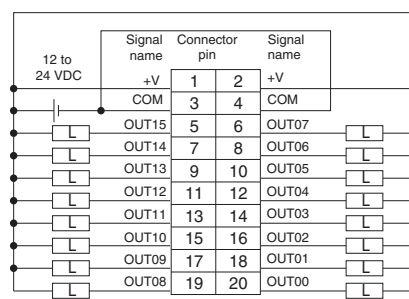 Signal name Connector pin Signal name
12 to 24 VDC
+V 1 2 +V
COM 3 4 COM
L OUT15 5 6 OUT07 L
L OUT14 7 8 OUT06 L
L OUT13 9 10 OUT05 L
L OUT12 11 12 OUT04 L
L OUT11 13 14 OUT03 L
L OUT10 15 16 OUT02 L
L OUT09 17 18 OUT01 L
L OUT08 19 20 OUT00 L